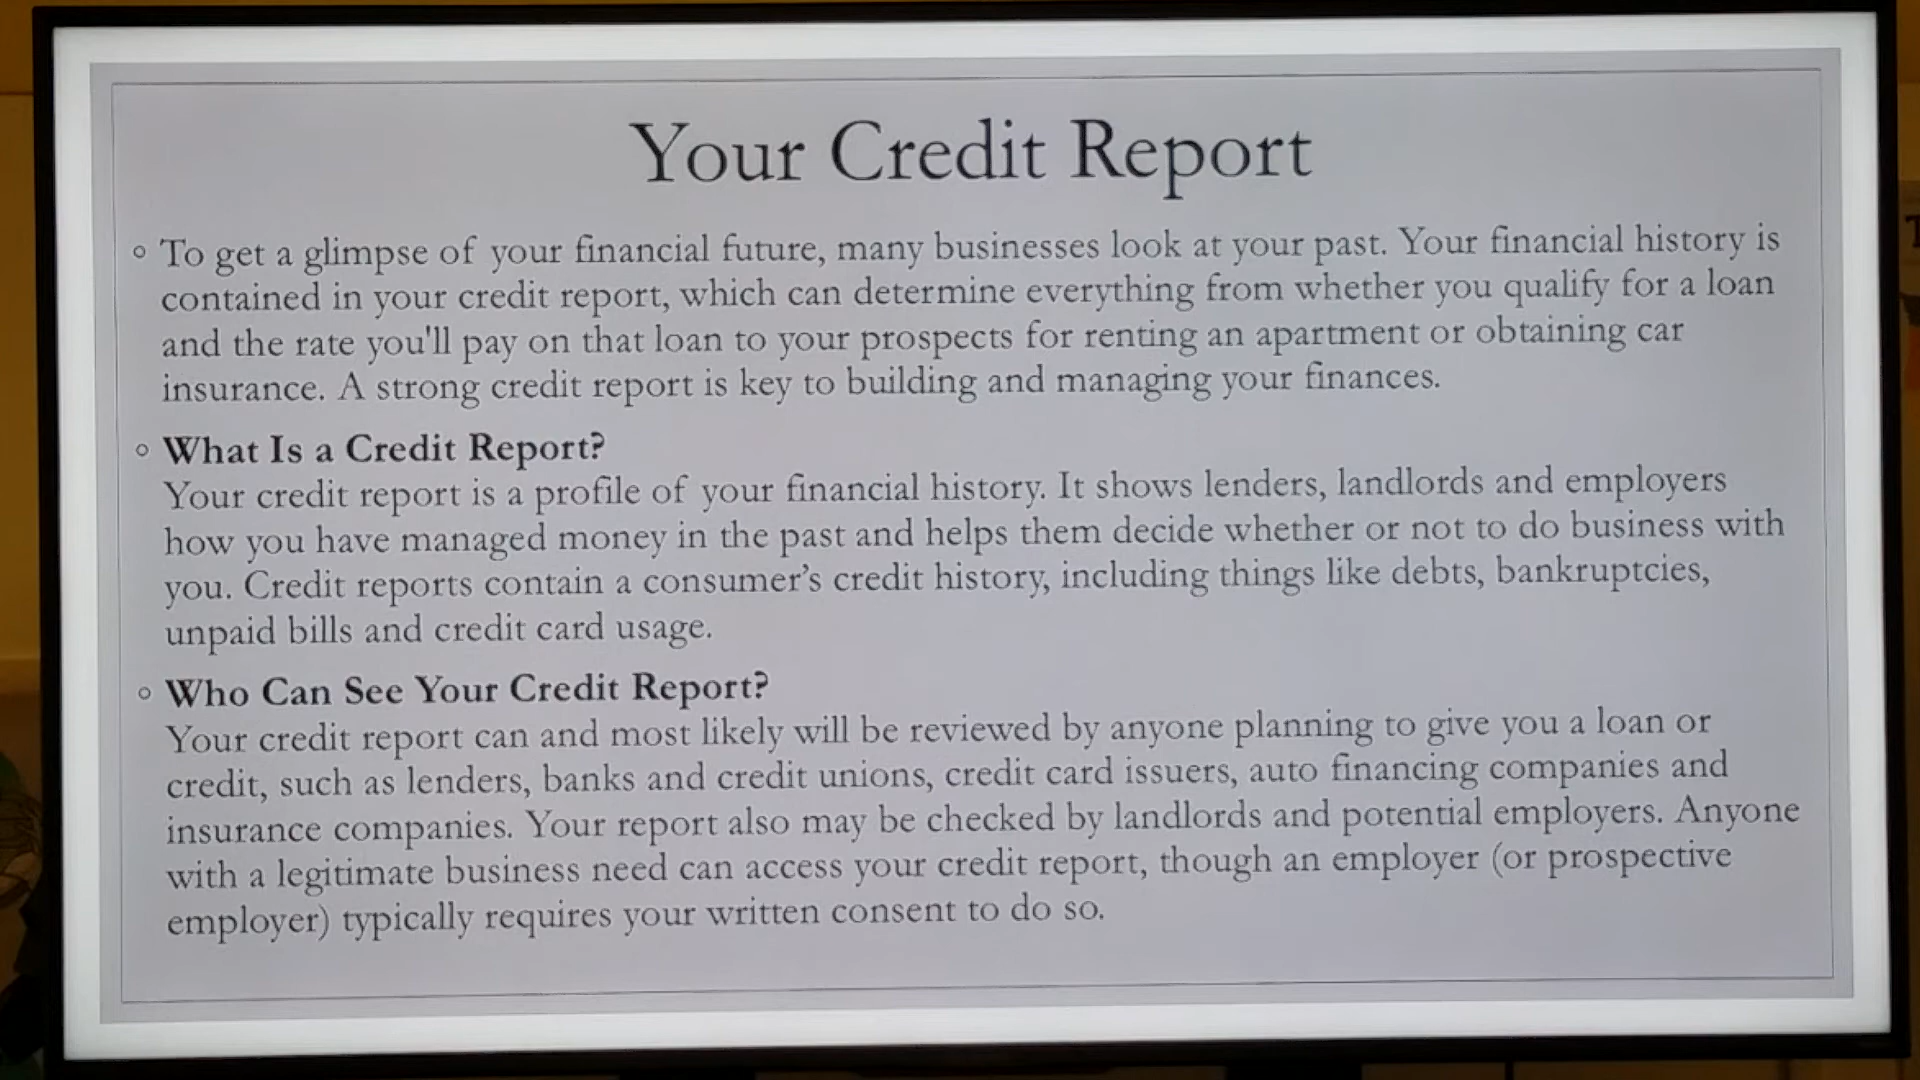 Your Credit Report
◦ To get a glimpse of your financial future, many businesses look at your past. Your financial history is
contained in your credit report, which can determine everything from whether you qualify for a loan
and the rate you'll pay on that loan to your prospects for renting an apartment or obtaining car
insurance. A strong credit report is key to building and managing your finances.
◦ What Is a Credit Report?
Your credit report is a profile of your financial history. It shows lenders, landlords and employers
how you have managed money in the past and helps them decide whether or not to do business with
you. Credit reports contain a consumer’s credit history, including things like debts, bankruptcies,
unpaid bills and credit card usage.
◦ Who Can See Your Credit Report?
Your credit report can and most likely will be reviewed by anyone planning to give you a loan or
credit, such as lenders, banks and credit unions, credit card issuers, auto financing companies and
insurance companies. Your report also may be checked by landlords and potential employers. Anyone
with a legitimate business need can access your credit report, though an employer (or prospective
employer) typically requires your written consent to do so.